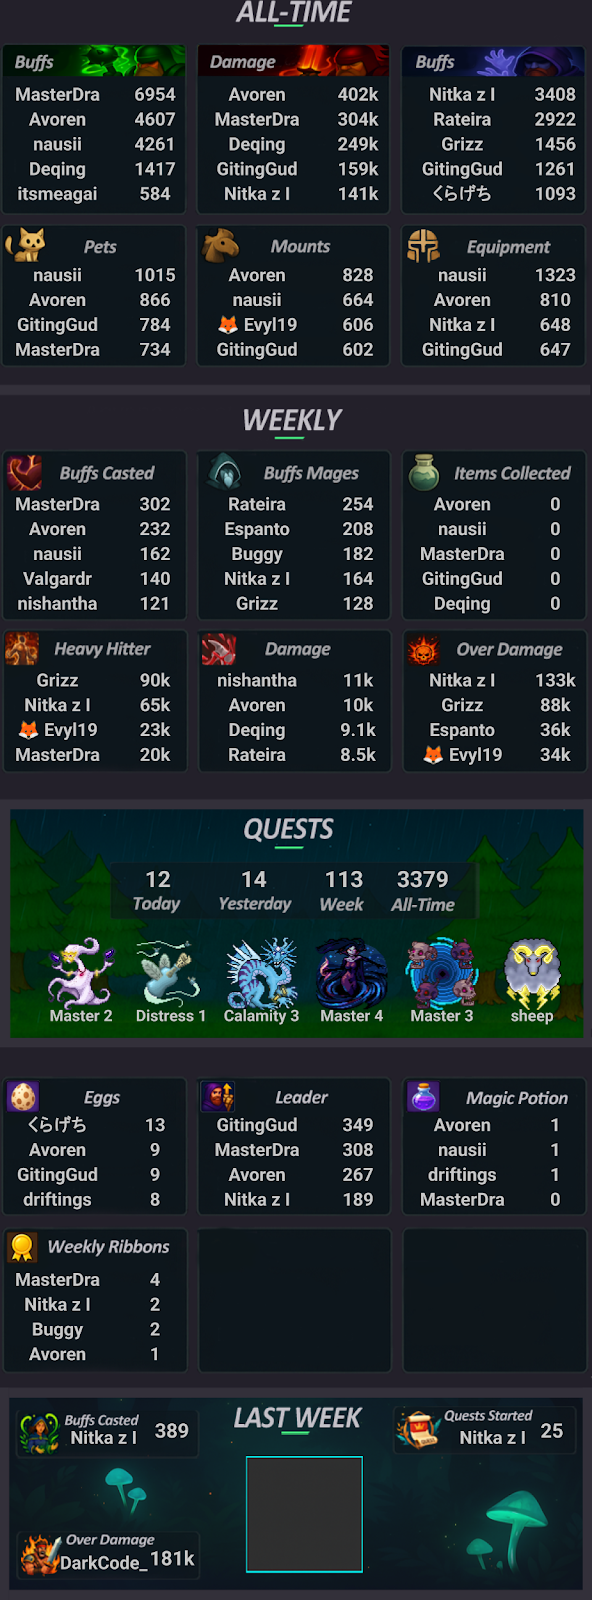 ALL-TIME
Buffs
MasterDra 6954
Avoren 4607
nausii 4261
Deqing 1417
itsmeagai 584
Damage
Avoren 402k
MasterDra 304k
Deqing 249k
GitingGud 159k
Nitka z I 141k
Buffs
Nitka z I 3408
Rateira 2922
Grizz 1456
GitingGud 1261
くらげち 1093
Pets
nausii 1015
Avoren 866
GitingGud 784
MasterDra 734
Mounts
Avoren 828
nausii 664
🦊 Evyl19 606
GitingGud 602
Equipment
nausii 1323
Avoren 810
Nitka z I 648
GitingGud 647
WEEKLY
Buffs Casted
MasterDra 302
Avoren 232
nausii 162
Valgardr 140
nishantha 121
Buffs Mages
Rateira 254
Espanto 208
Buggy 182
Nitka z I 164
Grizz 128
Items Collected
Avoren 0
nausii 0
MasterDra 0
GitingGud 0
Deqing 0
Heavy Hitter
Grizz 90k
Nitka z I 65k
🦊 Evyl19 23k
MasterDra 20k
Damage
nishantha 11k
Avoren 10k
Deqing 9.1k
Rateira 8.5k
Over Damage
Nitka z I 133k
Grizz 88k
Espanto 36k
🦊 Evyl19 34k
QUESTS
12 14 113 3379
Today Yesterday Week All-Time
Master 2 Distress 1 Calamity 3 Master 4 Master 3 sheep
Eggs
くらげち 13
Avoren 9
GitingGud 9
driftings 8
Leader
GitingGud 349
MasterDra 308
Avoren 267
Nitka z I 189
Magic Potion
Avoren 1
nausii 1
driftings 1
MasterDra 0
Weekly Ribbons
MasterDra 4
Nitka z I 2
Buggy 2
Avoren 1
LAST WEEK
Buffs Casted
Nitka z I 389
Quests Started
Nitka z I 25
Over Damage
DarkCode_ 181k